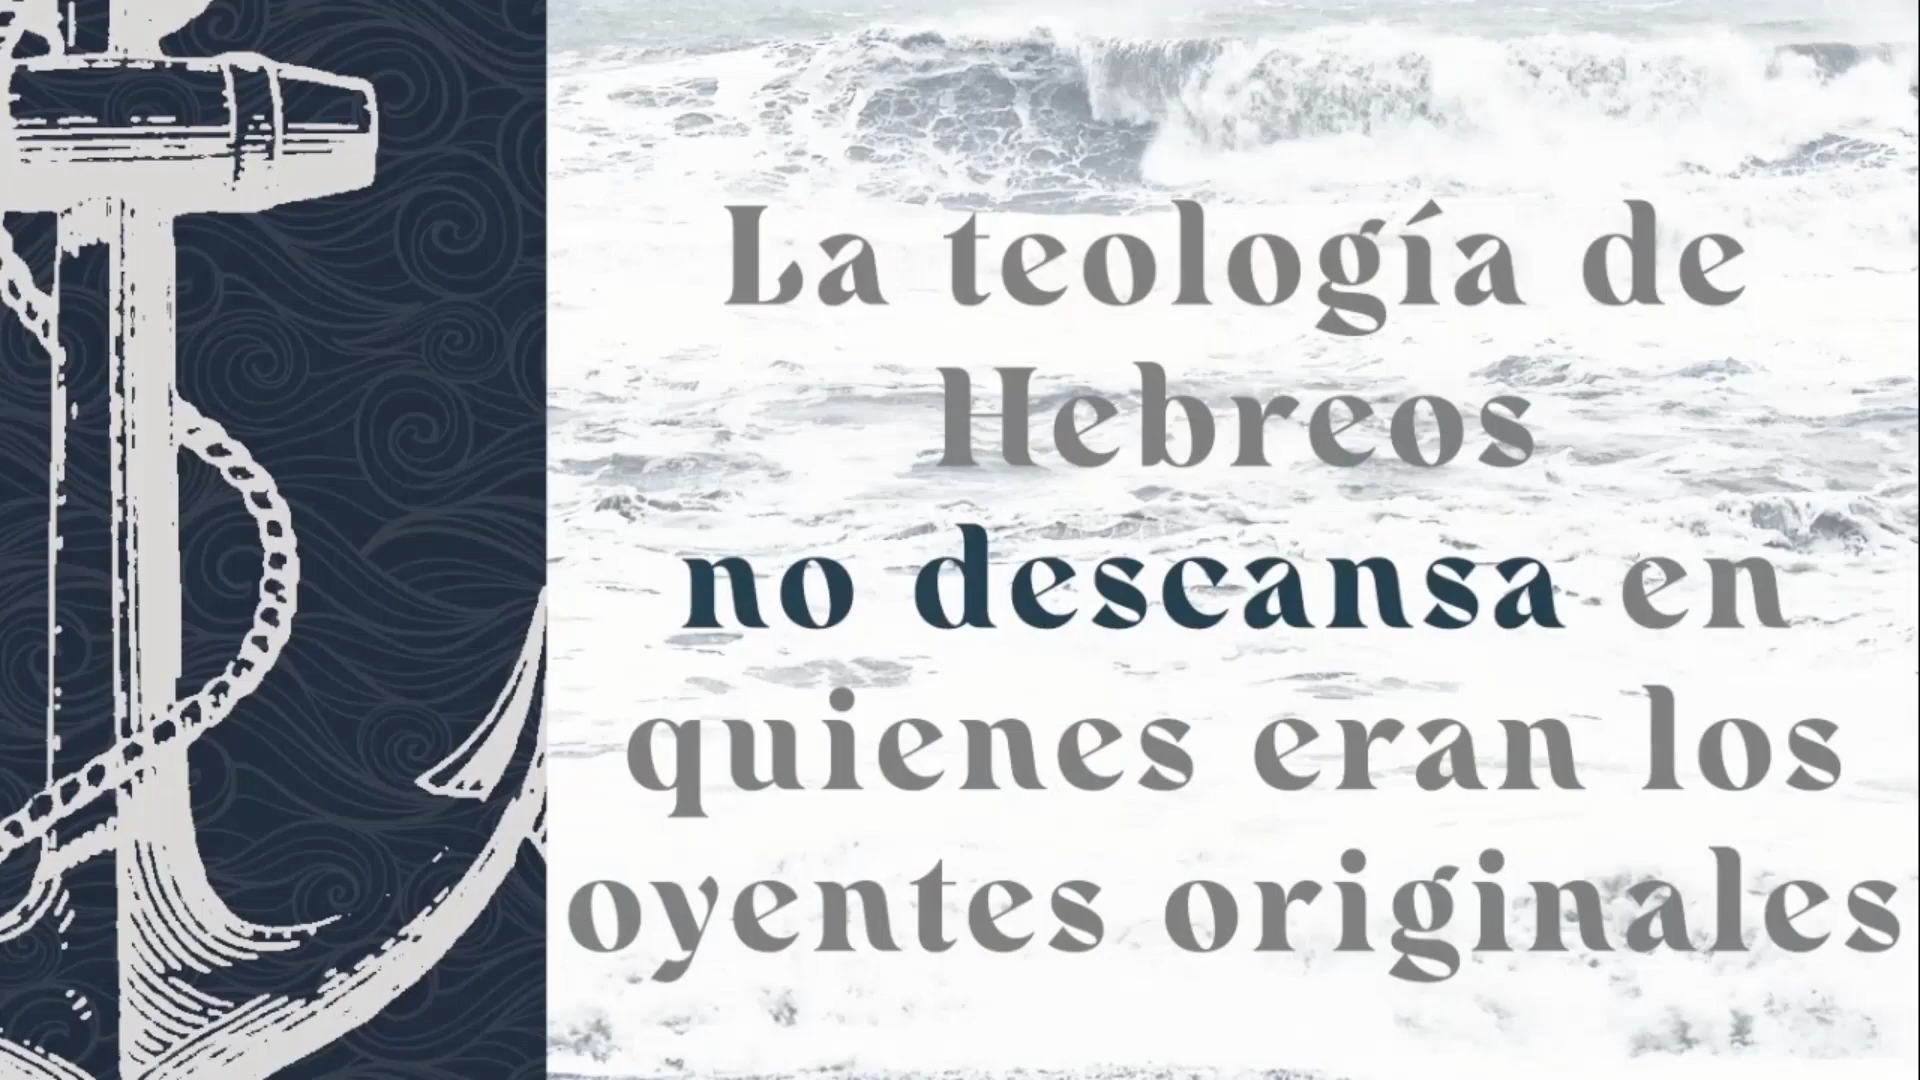 La teología de
Hebreos
no descansa en
quienes eran los
oyentes originales